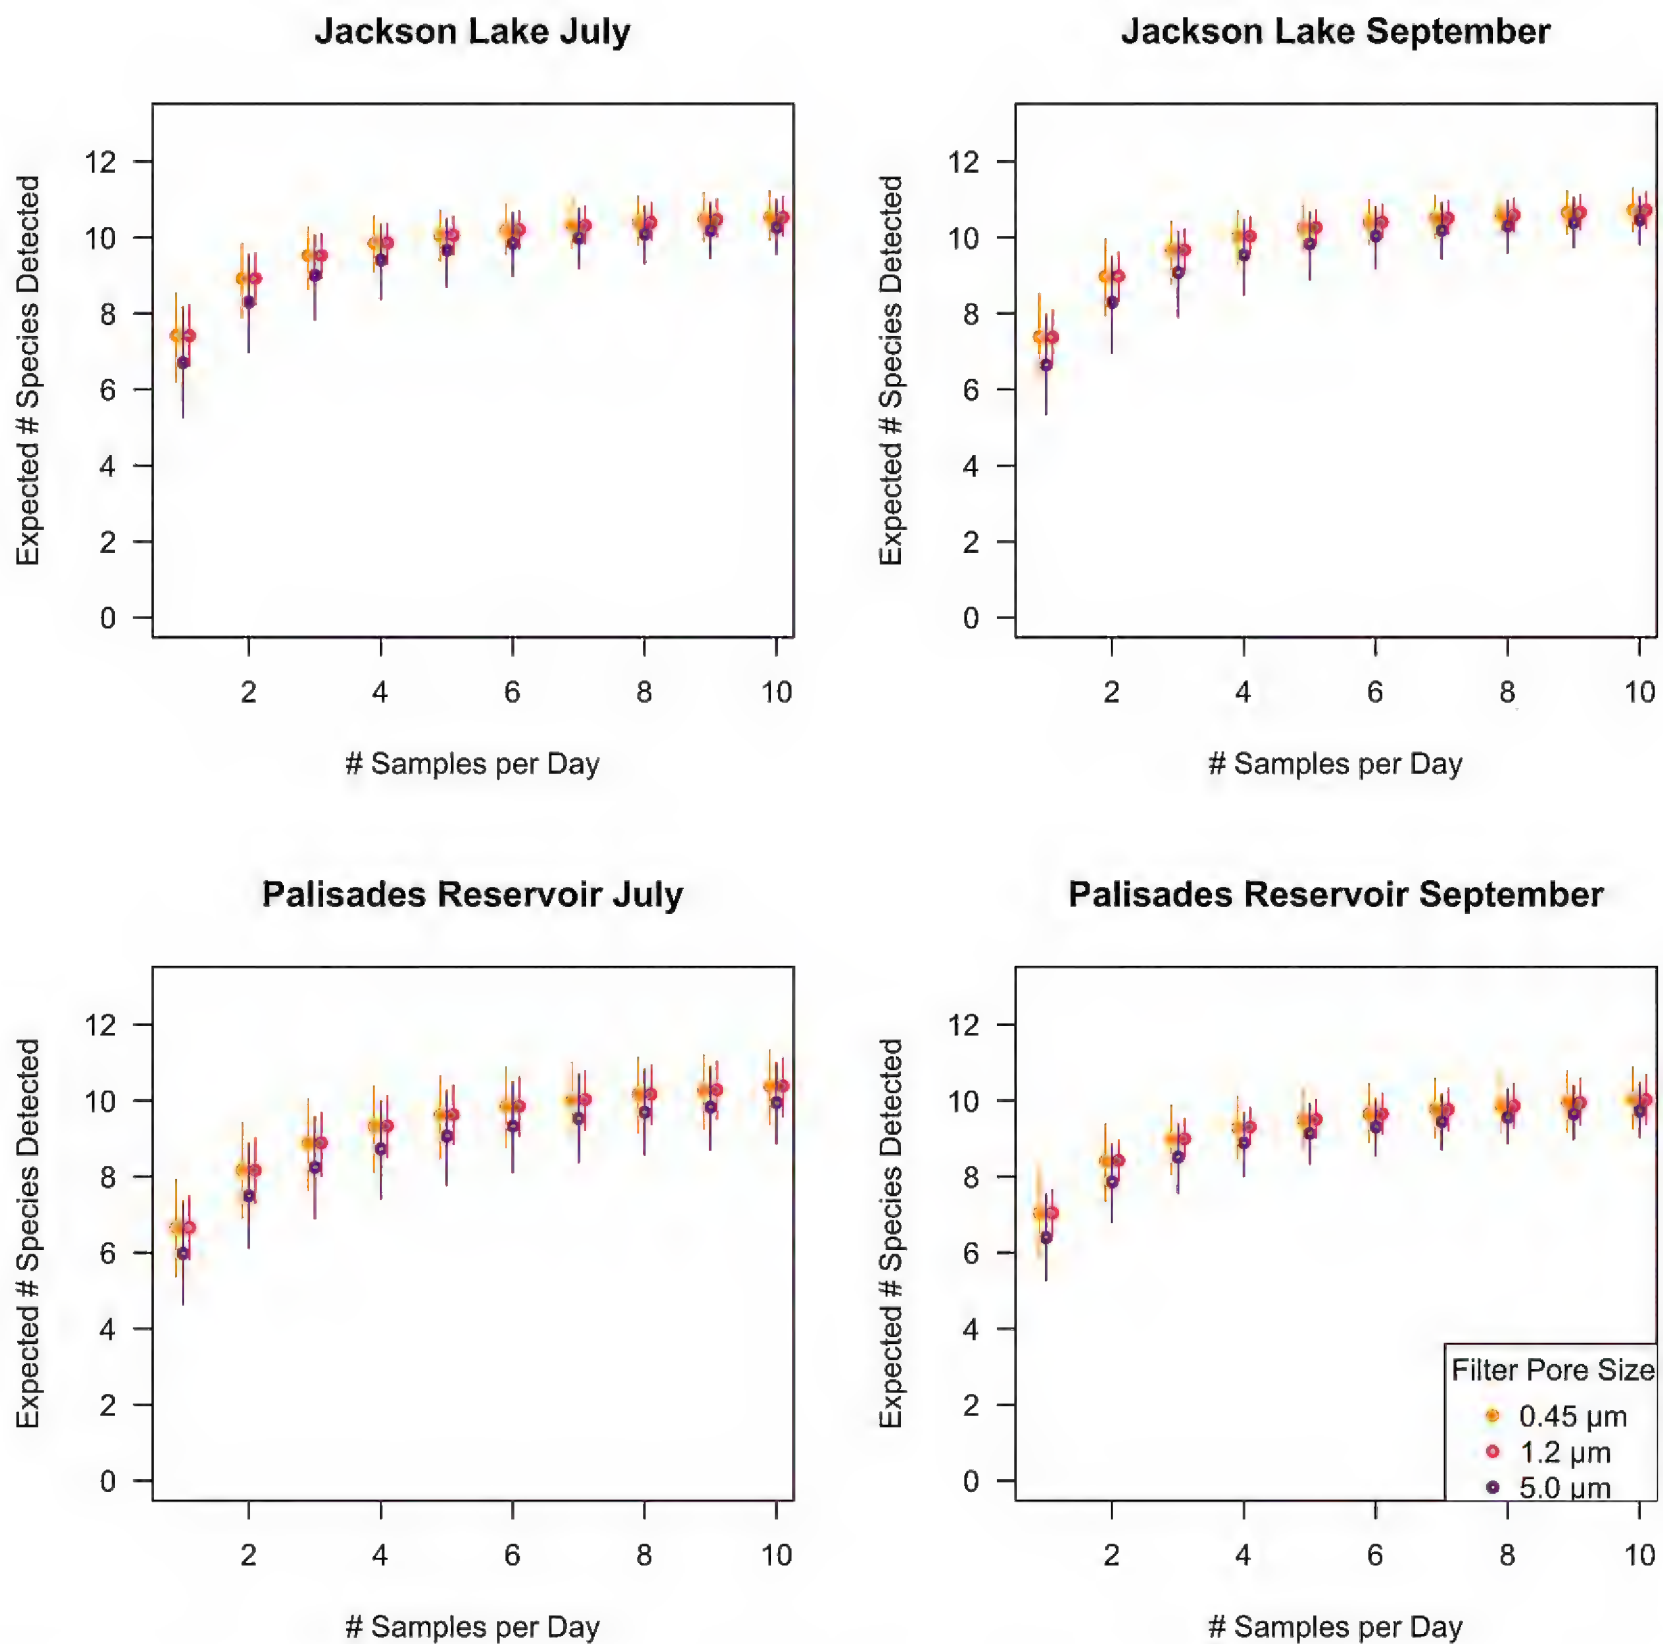 Jackson Lake July
Expected # Species Detected
12
10
8
6
4
2
0
2 4 6 8 10
# Samples per Day
Jackson Lake September
Expected # Species Detected
12
10
8
6
4
2
0
2 4 6 8 10
# Samples per Day
Palisades Reservoir July
Expected # Species Detected
12
10
8
6
4
2
0
2 4 6 8 10
# Samples per Day
Palisades Reservoir September
Expected # Species Detected
12
10
8
6
4
2
0
Filter Pore Size
0.45 µm
1.2 µm
5.0 µm
2 4 6 8 10
# Samples per Day